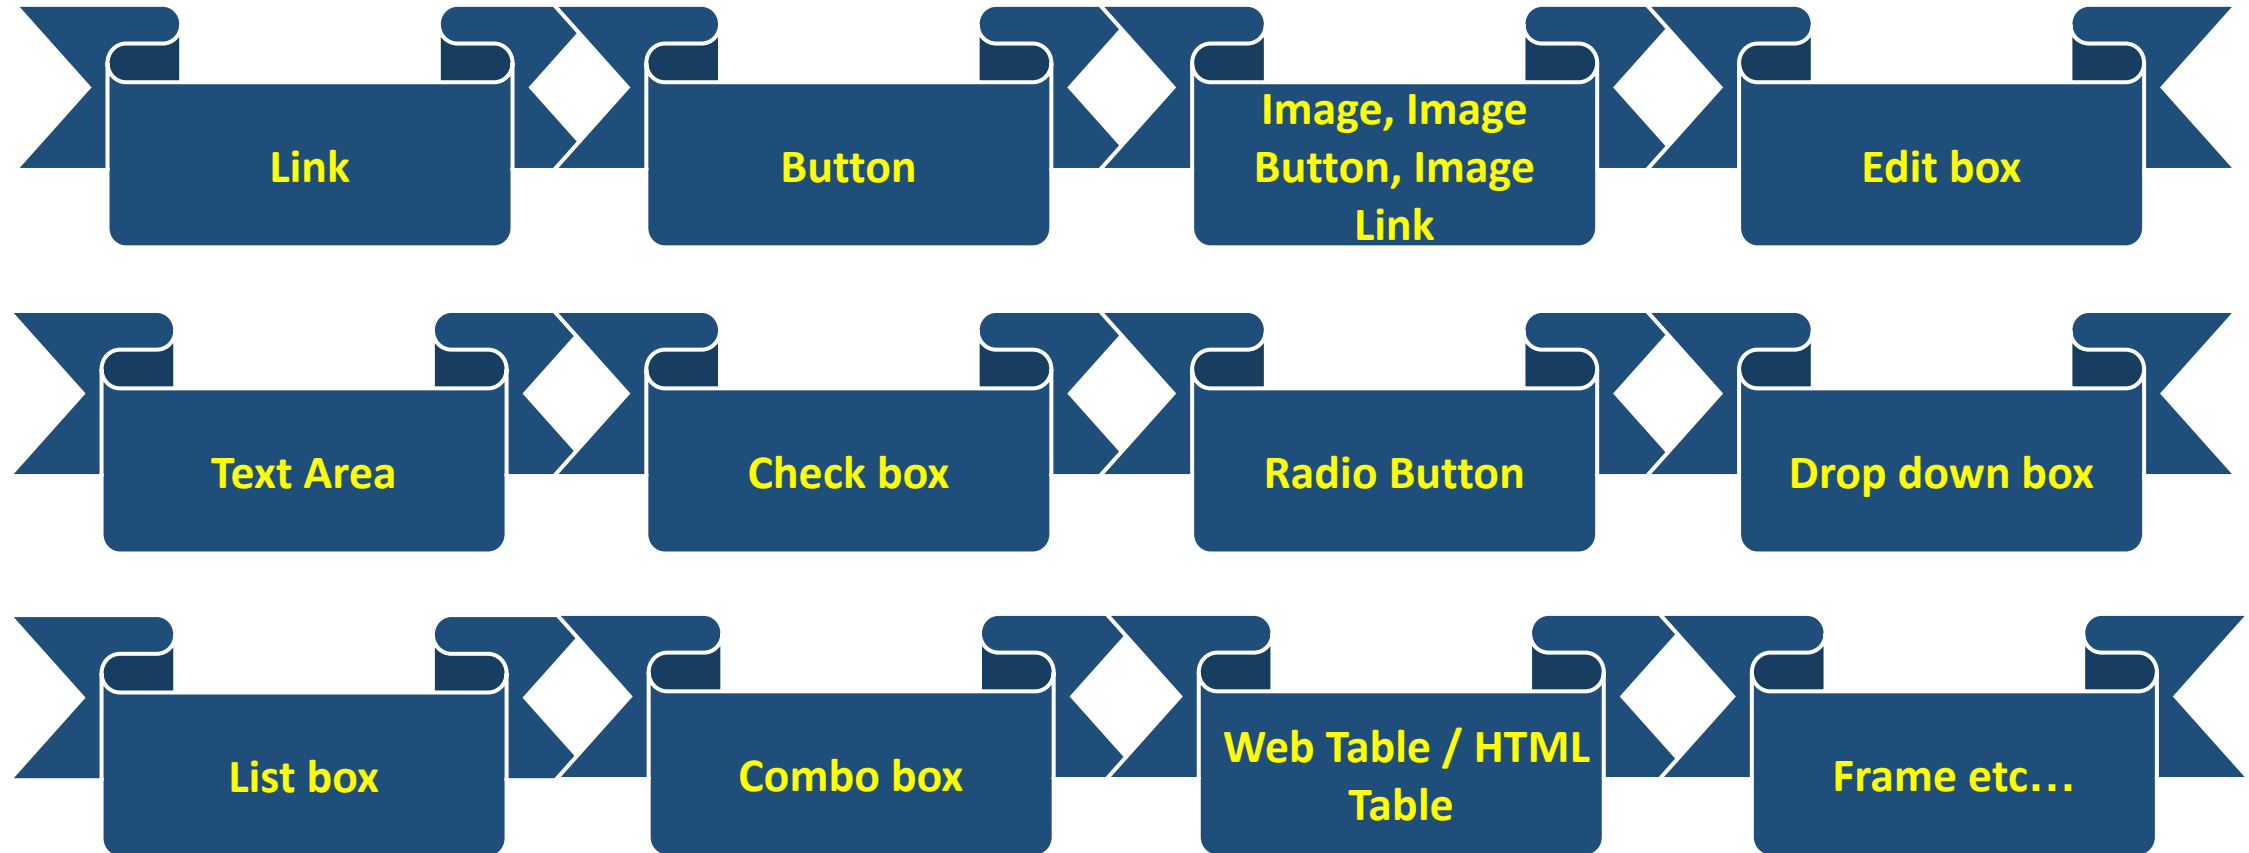 Link
Button
Image, Image
Button, Image
Link
Edit box
Text Area
Check box
Radio Button
Drop down box
List box
Combo box
Web Table / HTML
Table
Frame etc…